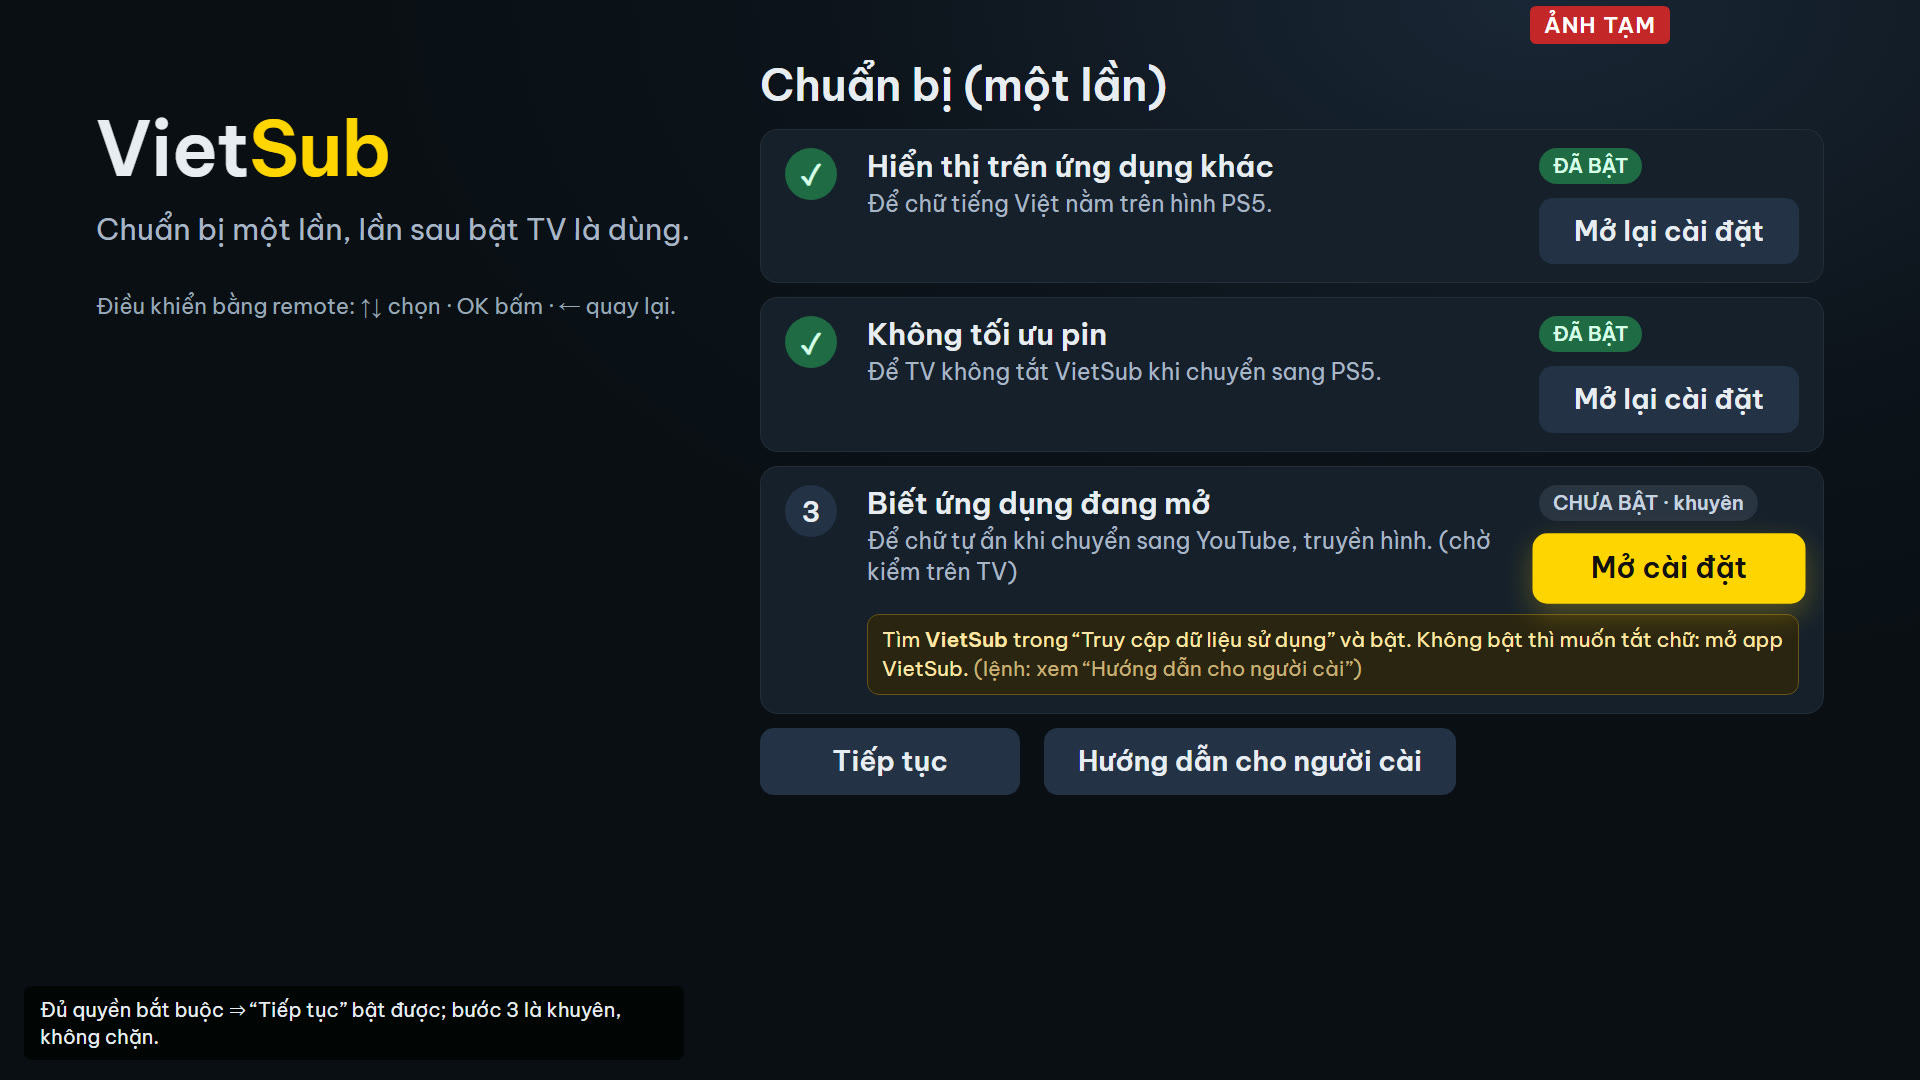 ẢNH TẠM
VietSub
Chuẩn bị một lần, lần sau bật TV là dùng.
Điều khiển bằng remote: ↑↓ chọn · OK bấm · ← quay lại.
Chuẩn bị (một lần)
✓
Hiển thị trên ứng dụng khác
Để chữ tiếng Việt nằm trên hình PS5.
ĐÃ BẬT
Mở lại cài đặt
✓
Không tối ưu pin
Để TV không tắt VietSub khi chuyển sang PS5.
ĐÃ BẬT
Mở lại cài đặt
3
Biết ứng dụng đang mở
Để chữ tự ẩn khi chuyển sang YouTube, truyền hình. (chờ
kiểm trên TV)
CHƯA BẬT · khuyên
Mở cài đặt
Tìm VietSub trong “Truy cập dữ liệu sử dụng” và bật. Không bật thì muốn tắt chữ: mở app
VietSub. (lệnh: xem “Hướng dẫn cho người cài”)
Tiếp tục
Hướng dẫn cho người cài
Đủ quyền bắt buộc ⇒ “Tiếp tục” bật được; bước 3 là khuyên,
không chặn.